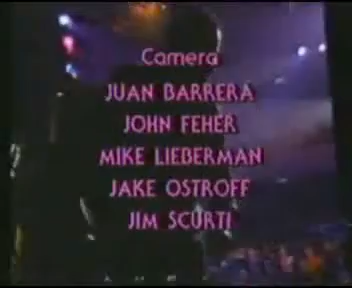 Camera
JUAN BARRERA
JOHN FEHER
MIKE LIEBERMAN
JAKE OSTROFF
JIM SCURTI